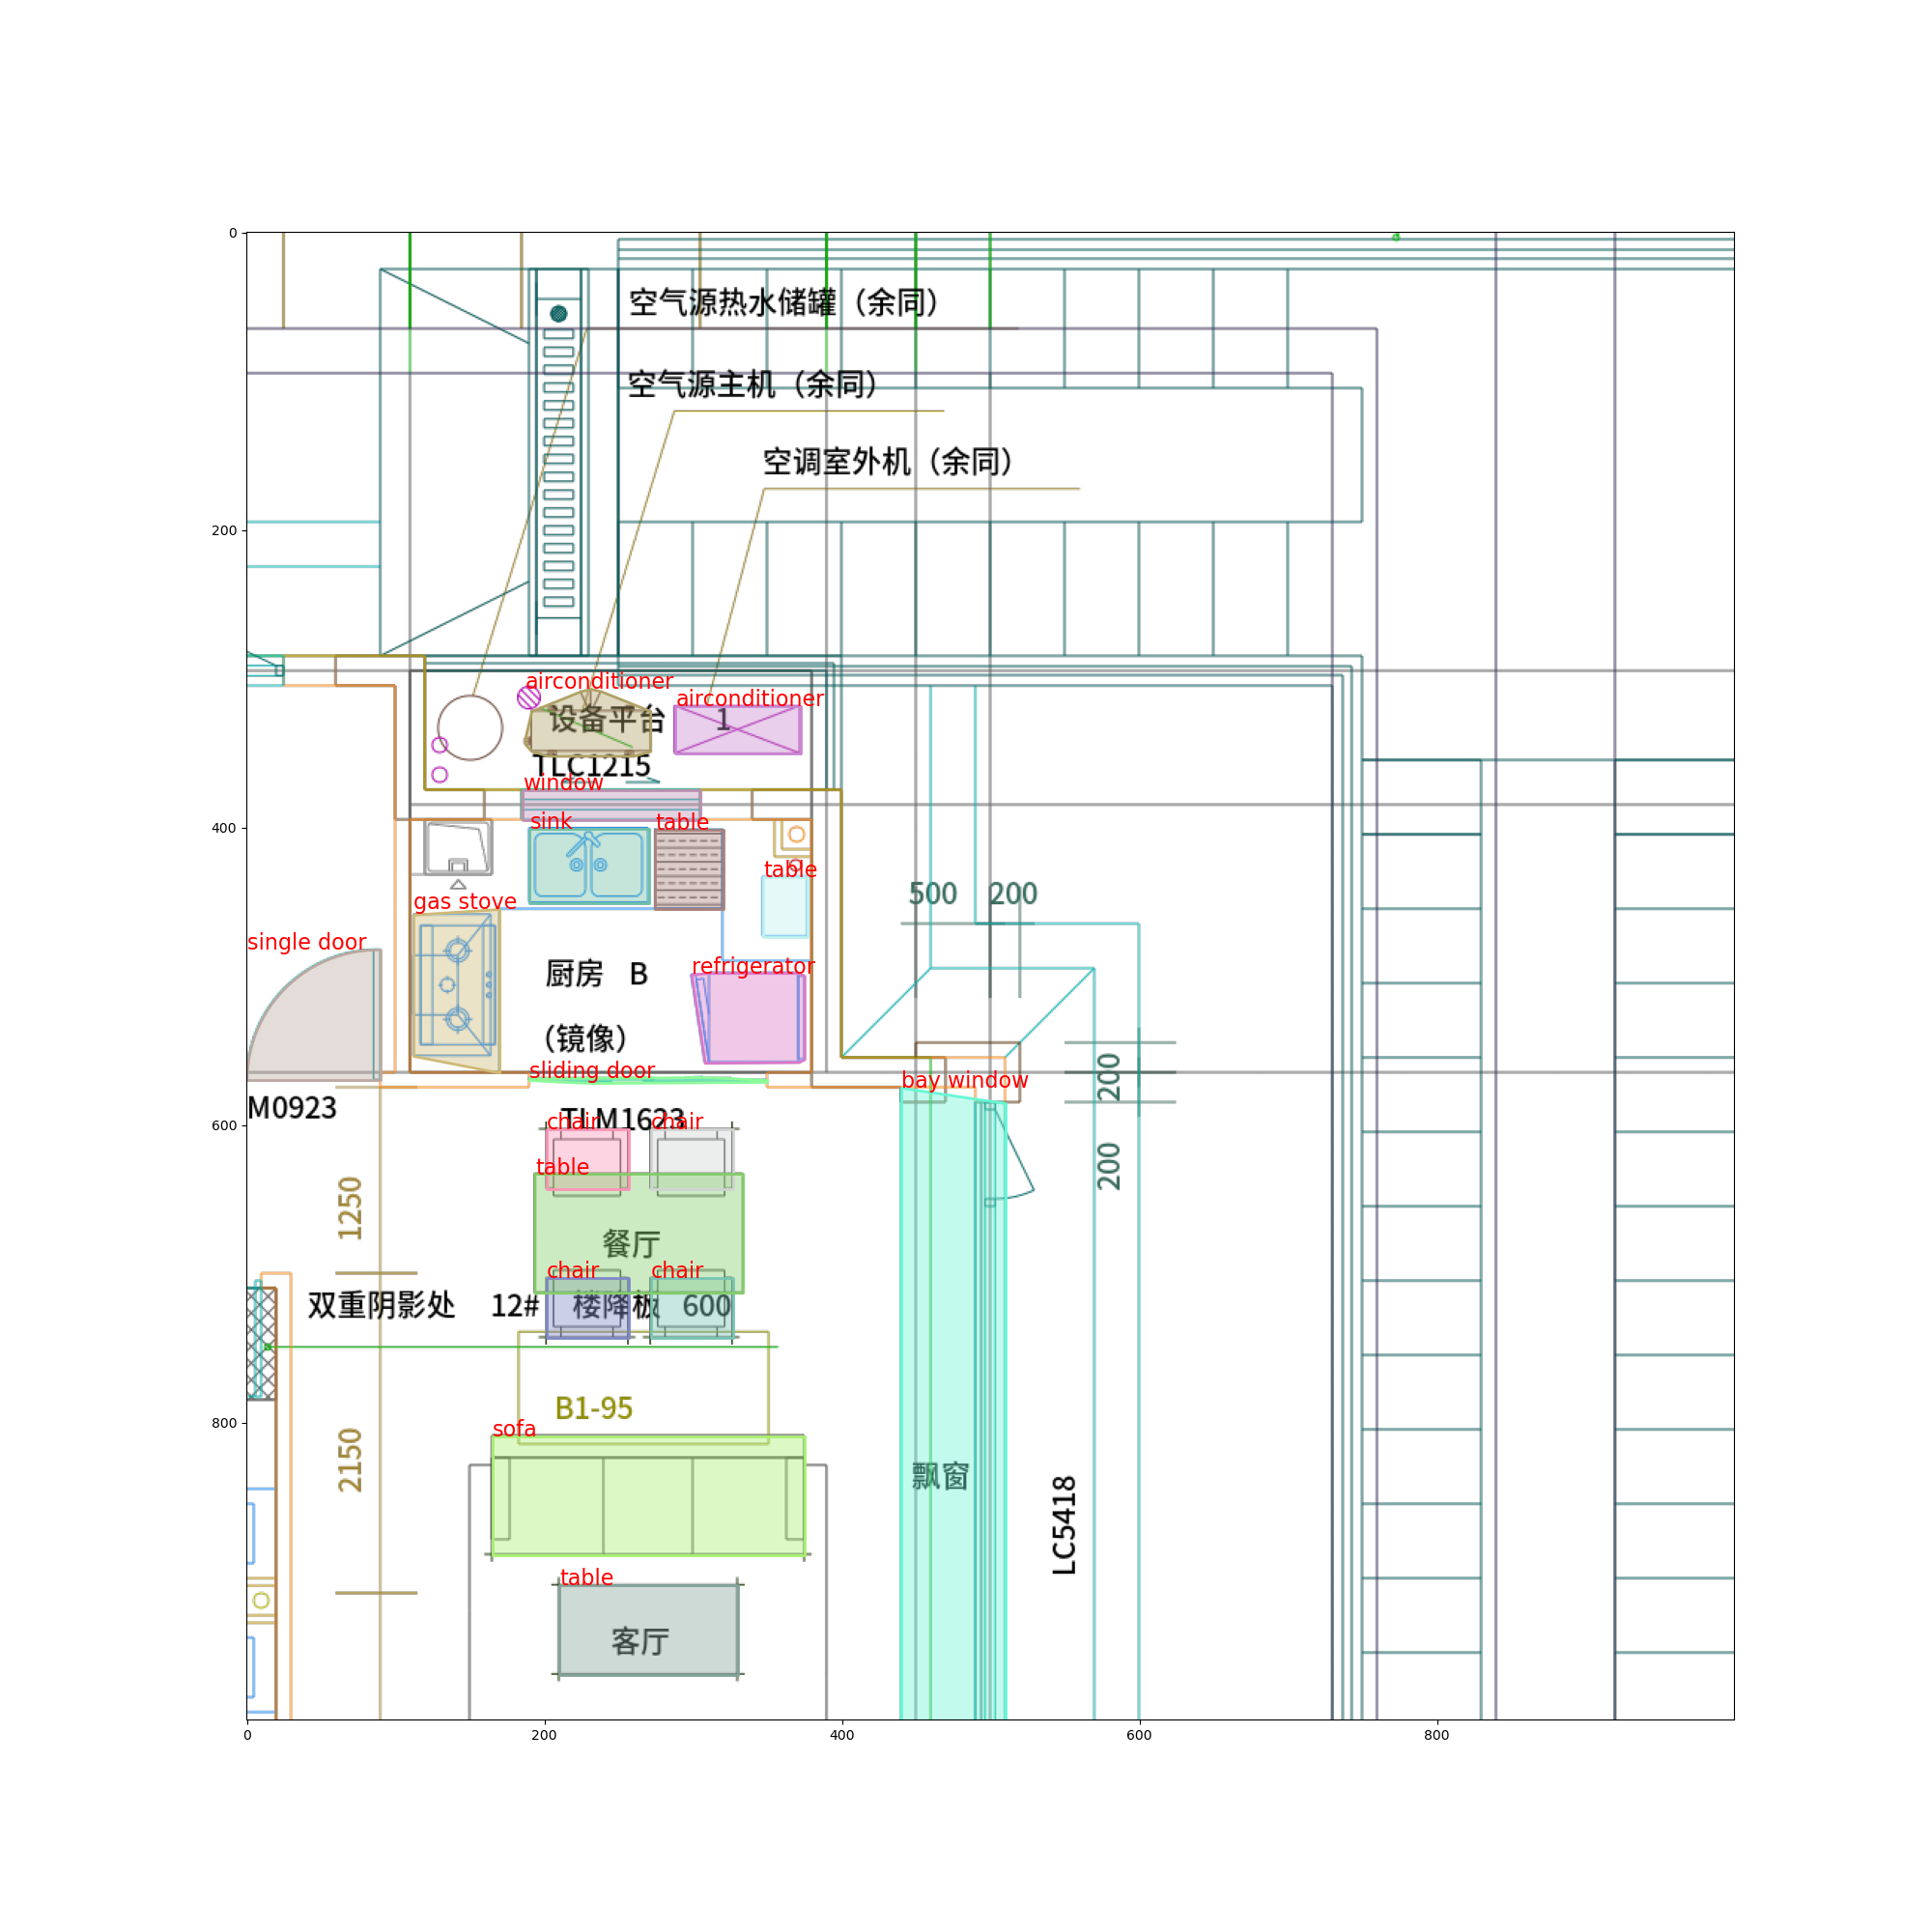 0
空气源热水储罐（余同）
空气源主机（余同）
空调室外机（余同）
200
airconditioner
airconditioner
设备平台 1
TLC1215
window
400
sink
table
table
500 200
gas stove
single door
refrigerator
厨房 B
（镜像）
sliding door
bay window
200
M0923
TLM1623
600
chair
chair
200
table
1250
餐厅
chair
chair
双重阴影处 12# 楼降板 600
B1-95
800
sofa
2150
飘窗
LC5418
table
客厅
0 200 400 600 800